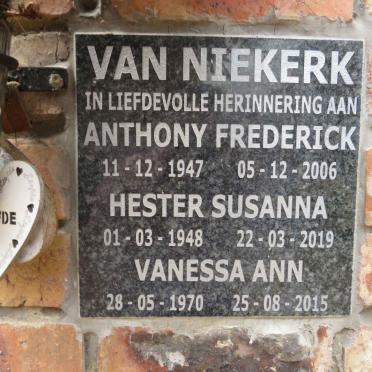 VAN NIEKERK
IN LIEFDEVOLLE HERINNERING AAN
ANTHONY FREDERICK
11 - 12 - 1947 05 - 12 - 2006
HESTER SUSANNA
01 - 03 - 1948 22 - 03 - 2019
VANESSA ANN
28 - 05 - 1970 25 - 08 - 2015